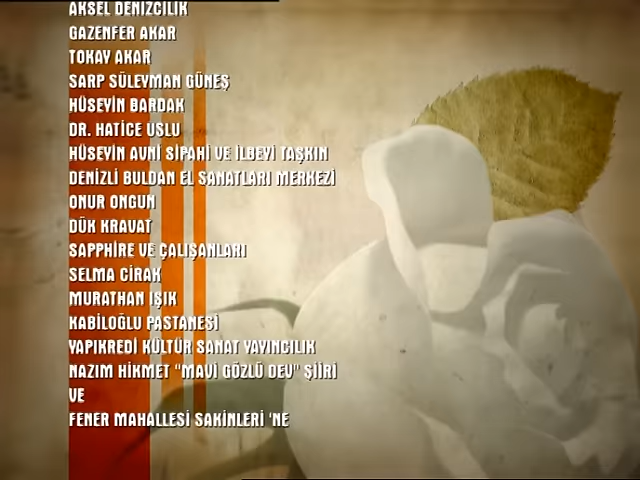 AKSEL DENİZCİLİK
GAZENFER AKAR
TOKAY AKAR
SARP SÜLEYMAN GÜNEŞ
HÜSEYİN BARDAK
DR. HATİCE USLU
HÜSEYİN AVNİ SİPAHİ VE İLBEYİ TAŞKIN
DENİZLİ BULDAN EL SANATLARI MERKEZİ
ONUR ONGUN
DÜK KRAVAT
SAPPHİRE VE ÇALIŞANLARI
SELMA CİRAK
MURATHAN IŞIK
KABİLOĞLU PASTANESİ
YAPIKREDİ KÜLTÜR SANAT YAYINCILIK
NAZIM HİKMET "MAVİ GÖZLÜ DEV" ŞİİRİ
VE
FENER MAHALLESİ SAKİNLERİ 'NE